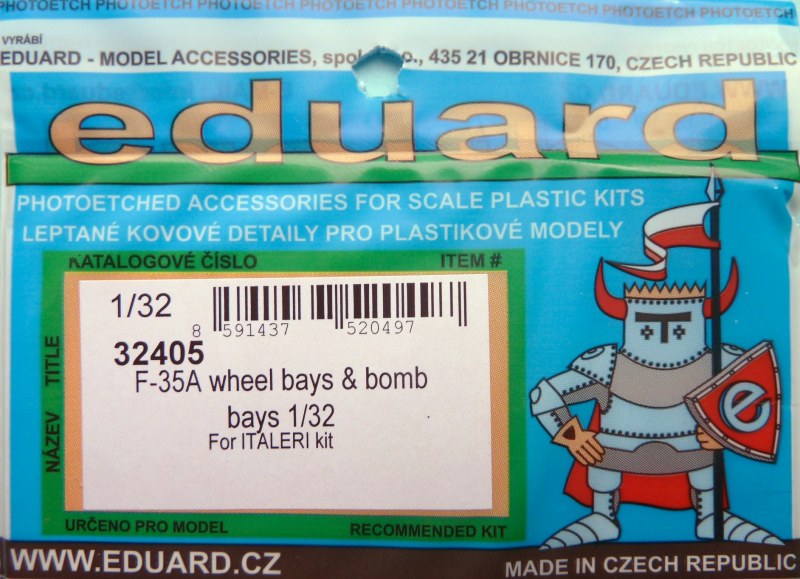 PHOTOETCH PHOTOETCH PHOTOETCH PHOTOETCH PHOTOETCH PHOTOETCH PHOTOETCH PHOTOETCH
VYRÁBÍ
EDUARD - MODEL ACCESSORIES, spol. o., 435 21 OBRNICE 170, CZECH REPUBLIC
eduard
PHOTOETCHED ACCESSORIES FOR SCALE PLASTIC KITS
LEPTANÉ KOVOVÉ DETAILY PRO PLASTIKOVÉ MODELY
KATALOGOVÉ ČÍSLO ITEM #
1/32
8 591437 520497
32405
F-35A wheel bays & bomb
bays 1/32
For ITALERI kit
NÁZEV TITLE
URČENO PRO MODEL RECOMMENDED KIT
e
WWW.EDUARD.CZ MADE IN CZECH REPUBLIC